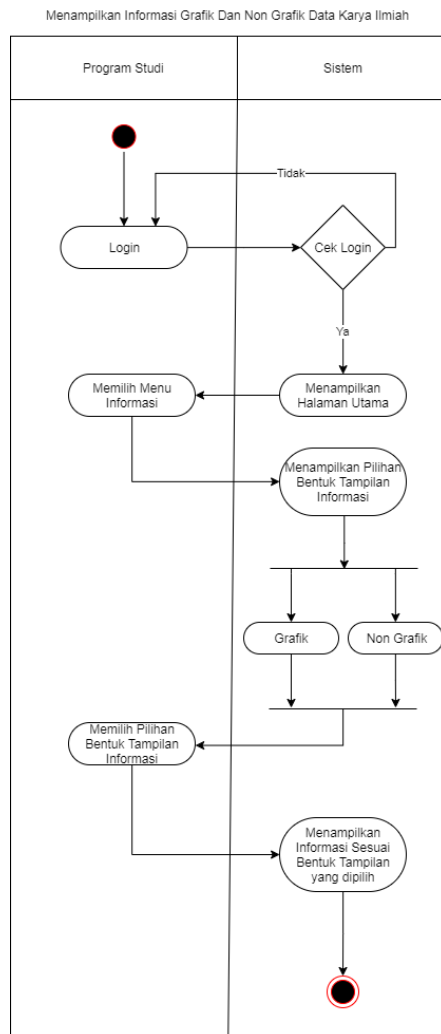 Menampilkan Informasi Grafik Dan Non Grafik Data Karya Ilmiah
Program Studi
Sistem
Tidak
Login
Cek Login
Ya
Memilih Menu
Informasi
Menampilkan
Halaman Utama
Menampilkan Pilihan
Bentuk Tampilan
Informasi
Grafik
Non Grafik
Memilih Pilihan
Bentuk Tampilan
Informasi
Menampilkan
Informasi Sesuai
Bentuk Tampilan
yang dipilih